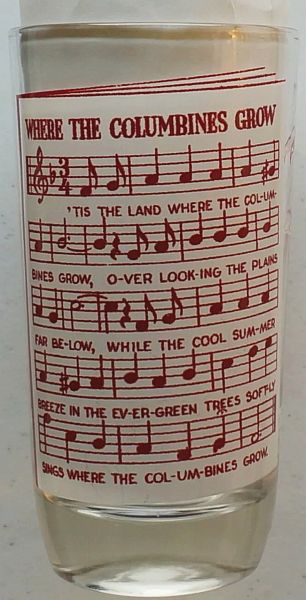 WHERE THE COLUMBINES GROW
3
4
'TIS THE LAND WHERE THE COL-UM-
BINES GROW, O-VER LOOK-ING THE PLAINS
FAR BE-LOW, WHILE THE COOL SUM-MER
BREEZE IN THE EV-ER-GREEN TREES SOFTLY
SINGS WHERE THE COL-UM-BINES GROW.